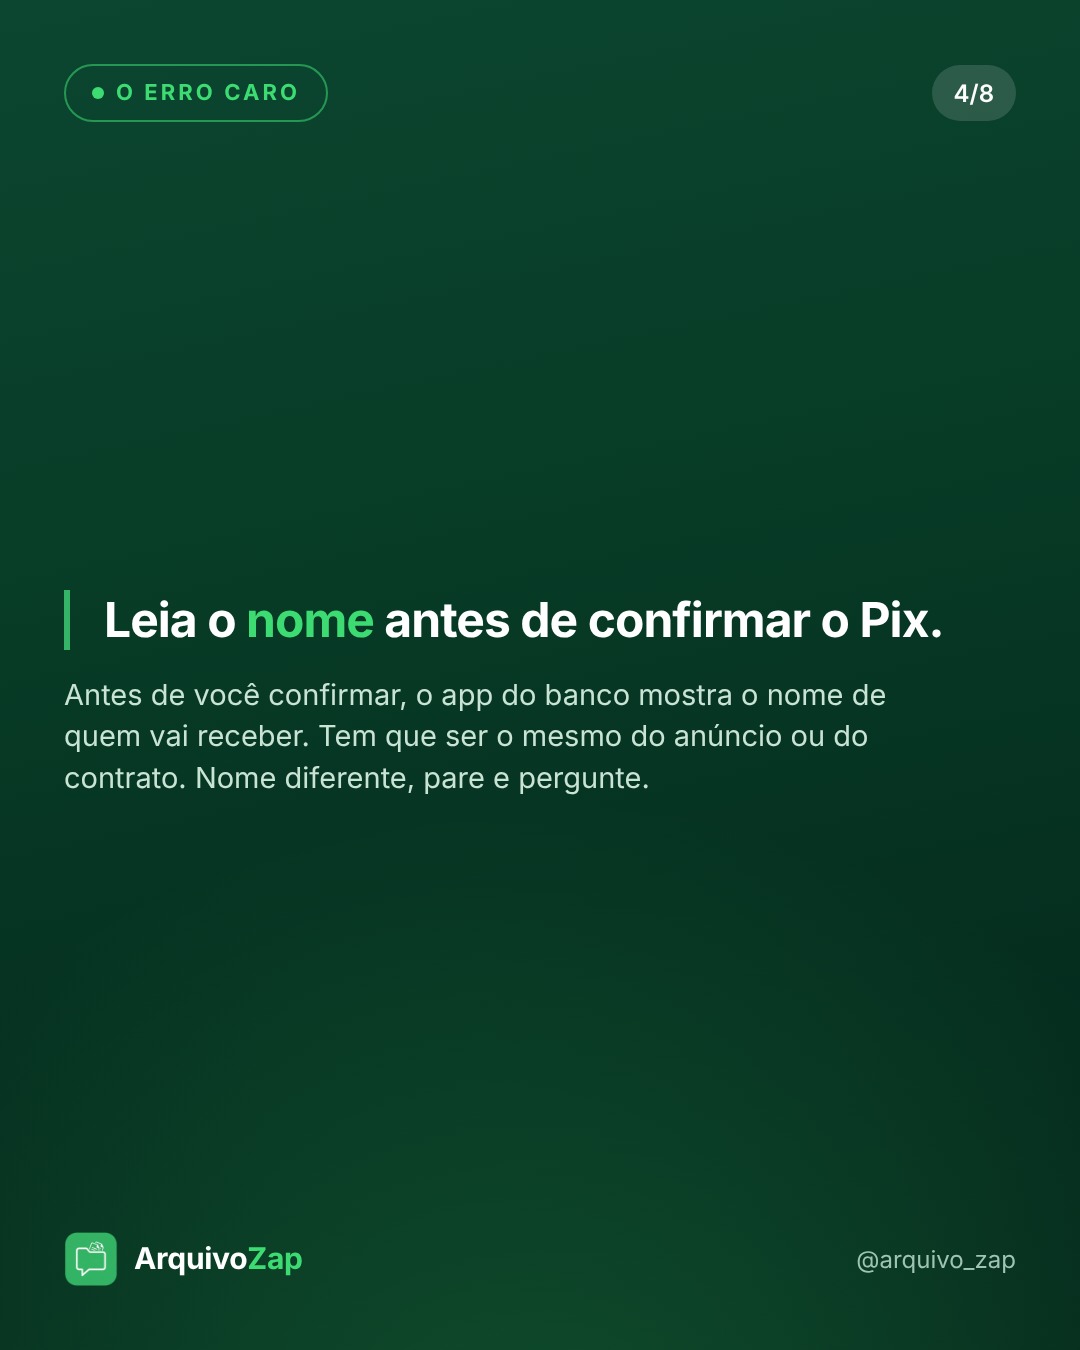 O ERRO CARO
4/8
Leia o nome antes de confirmar o Pix.
Antes de você confirmar, o app do banco mostra o nome de
quem vai receber. Tem que ser o mesmo do anúncio ou do
contrato. Nome diferente, pare e pergunte.
ArquivoZap
@arquivo_zap